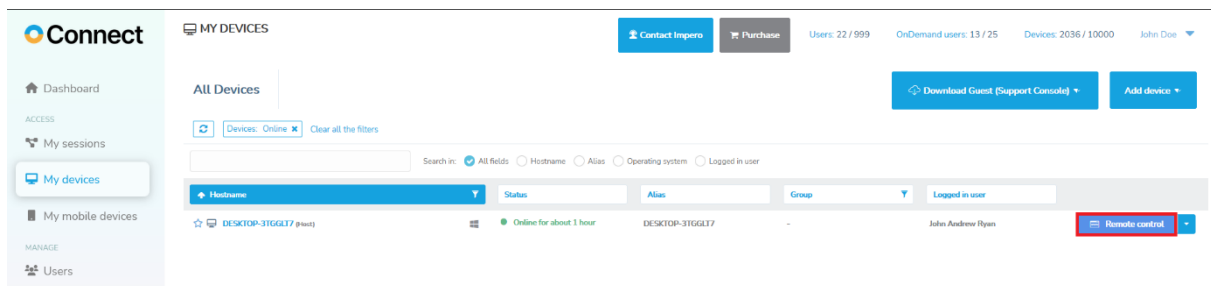 Connect
MY DEVICES
Contact Impero
Purchase
Users: 22 / 999
OnDemand users: 13 / 25
Devices: 2036 / 10000
John Doe
Dashboard
ACCESS
My sessions
My devices
My mobile devices
MANAGE
Users
All Devices
Download Guest (Support Console)
Add device
Devices: Online
Clear all the filters
Search in: All fields Hostname Alias Operating system Logged in user
Hostname Status Alias Group Logged in user
DESKTOP-3TGGLT7 (Host) Online for about 1 hour DESKTOP-3TGGLT7 - John Andrew Ryan Remote control